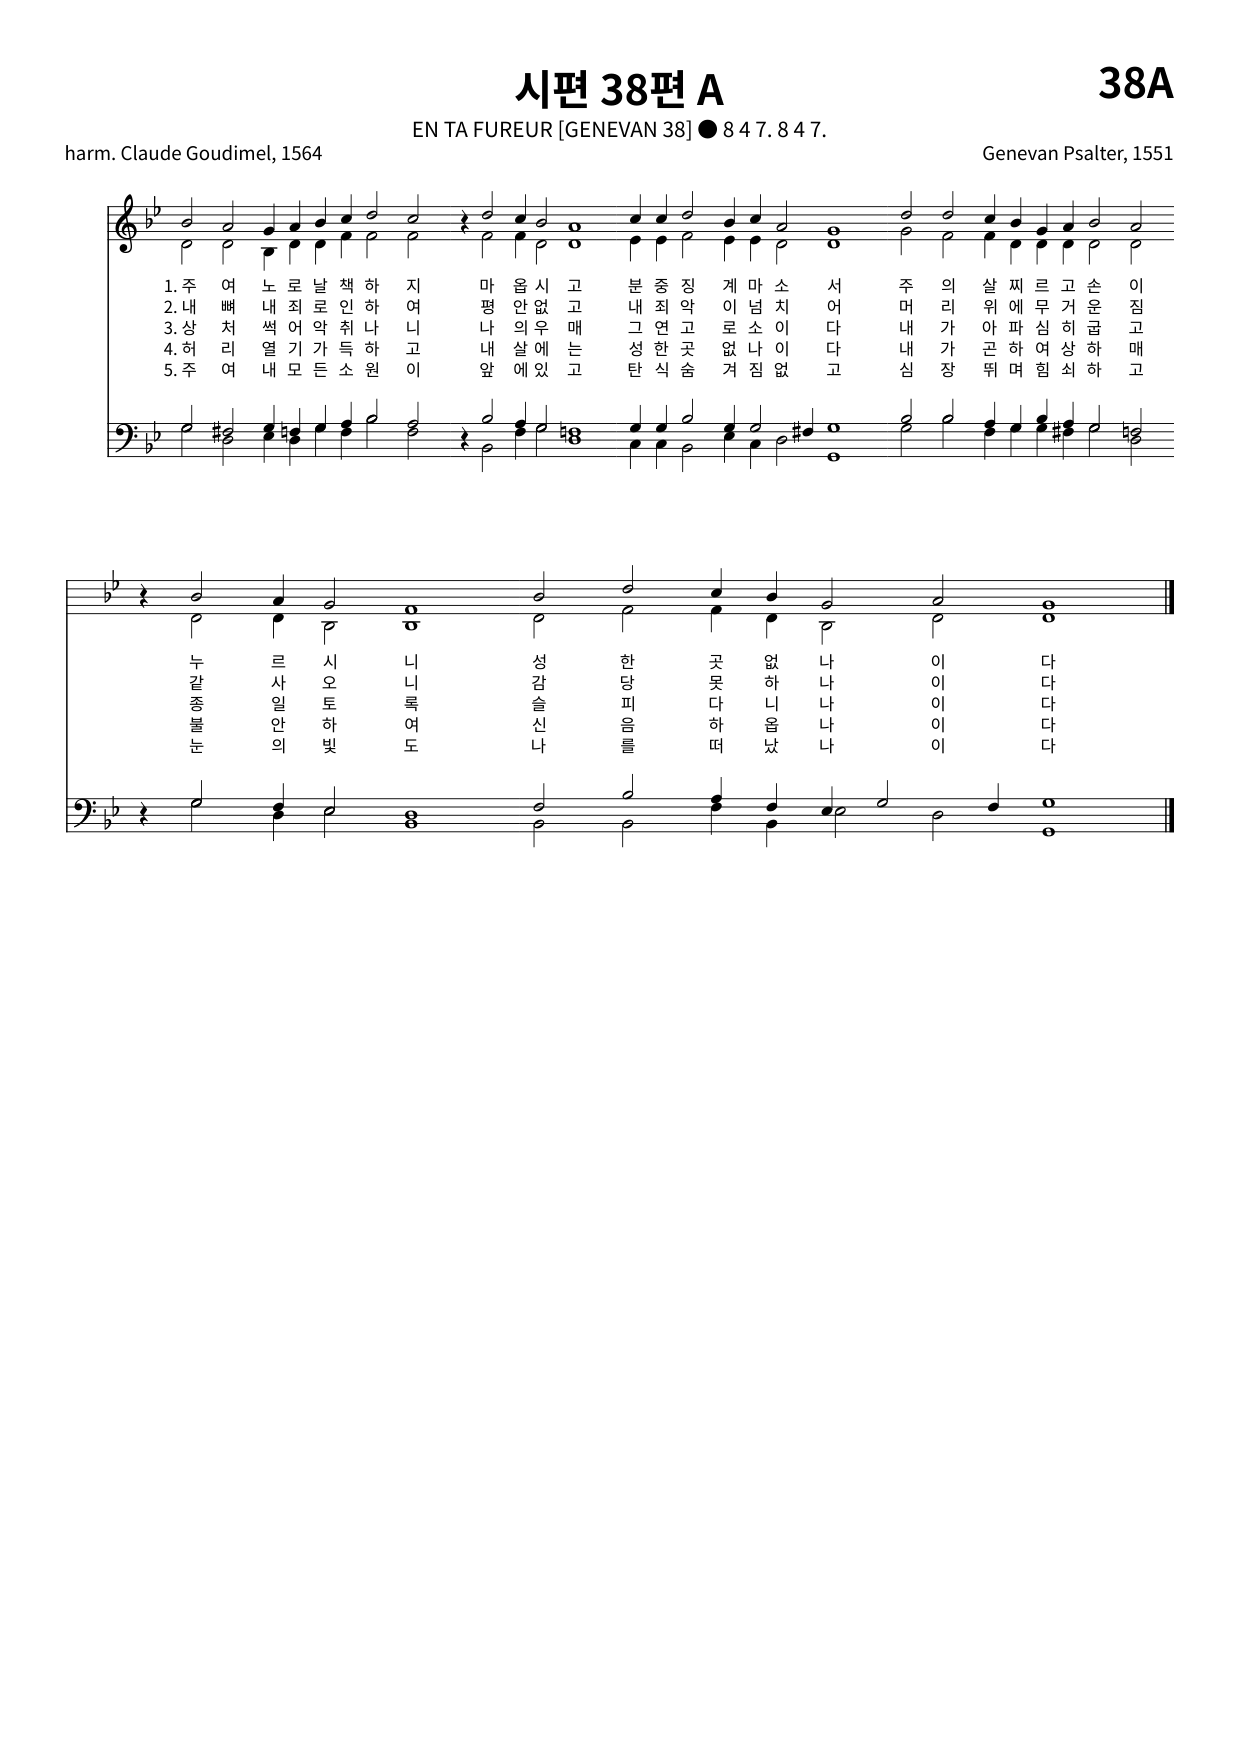 38A
시편 38편 A
EN TA FUREUR [GENEVAN 38] ● 8 4 7. 8 4 7.
harm. Claude Goudimel, 1564
Genevan Psalter, 1551
1. 주 여 노 로 날 책 하 지 마 옵 시 고 분 중 징 계 마 소 서 주 의 살 찌 르 고 손 이
2. 내 뼈 내 죄 로 인 하 여 평 안 없 고 내 죄 악 이 넘 치 어 머 리 위 에 무 거 운 짐
3. 상 처 썩 어 악 취 나 니 나 의 우 매 그 연 고 로 소 이 다 내 가 아 파 심 히 굽 고
4. 허 리 열 기 가 득 하 고 내 살 에 는 성 한 곳 없 나 이 다 내 가 곤 하 여 상 하 매
5. 주 여 내 모 든 소 원 이 앞 에 있 고 탄 식 숨 겨 짐 없 고 심 장 뛰 며 힘 쇠 하 고
누 르 시 니 성 한 곳 없 나 이 다
같 사 오 니 감 당 못 하 나 이 다
종 일 토 록 슬 피 다 니 나 이 다
불 안 하 여 신 음 하 옵 나 이 다
눈 의 빛 도 나 를 떠 났 나 이 다